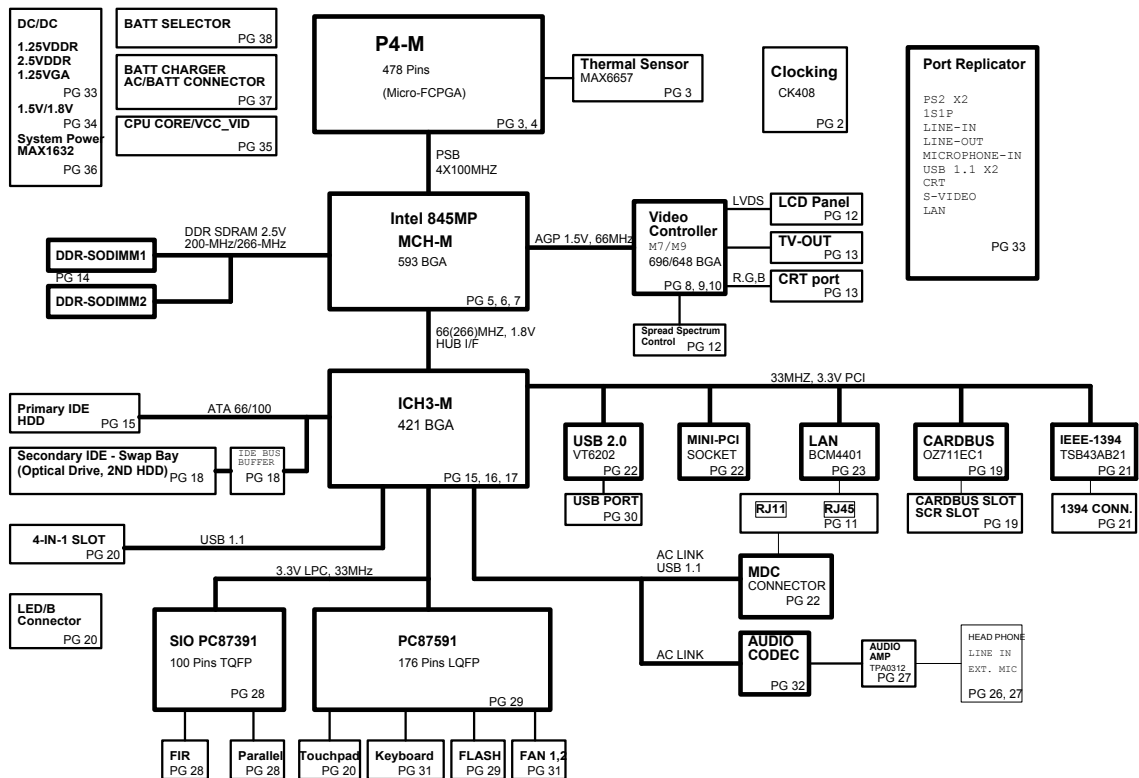 DC/DC
1.25VDDR
2.5VDDR
1.25VGA
PG 33
1.5V/1.8V
PG 34
System Power
MAX1632
PG 36
BATT SELECTOR
PG 38
BATT CHARGER
AC/BATT CONNECTOR
PG 37
CPU CORE/VCC_VID
PG 35
P4-M
478 Pins
(Micro-FCPGA)
PG 3, 4
Thermal Sensor
MAX6657
PG 3
Clocking
CK408
PG 2
Port Replicator
PS2 X2
1S1P
LINE-IN
LINE-OUT
MICROPHONE-IN
USB 1.1 X2
CRT
S-VIDEO
LAN
PG 33
PSB
4X100MHZ
Intel 845MP
MCH-M
593 BGA
PG 5, 6, 7
DDR SDRAM 2.5V
200-MHz/266-MHz
DDR-SODIMM1
PG 14
DDR-SODIMM2
AGP 1.5V, 66MHz
Video
Controller
M7/M9
696/648 BGA
PG 8, 9,10
LVDS
LCD Panel
PG 12
TV-OUT
PG 13
R.G,B
CRT port
PG 13
Spread Spectrum
Control
PG 12
66(266)MHZ, 1.8V
HUB I/F
ICH3-M
421 BGA
PG 15, 16, 17
33MHZ, 3.3V PCI
Primary IDE
HDD
PG 15
ATA 66/100
Secondary IDE - Swap Bay
(Optical Drive, 2ND HDD)
PG 18
IDE BUS
BUFFER
PG 18
USB 2.0
VT6202
PG 22
USB PORT
PG 30
MINI-PCI
SOCKET
PG 22
LAN
BCM4401
PG 23
RJ11
RJ45
PG 11
CARDBUS
OZ711EC1
PG 19
CARDBUS SLOT
SCR SLOT
PG 19
IEEE-1394
TSB43AB21
PG 21
1394 CONN.
PG 21
4-IN-1 SLOT
PG 20
USB 1.1
AC LINK
USB 1.1
MDC
CONNECTOR
PG 22
3.3V LPC, 33MHz
LED/B
Connector
PG 20
SIO PC87391
100 Pins TQFP
PG 28
PC87591
176 Pins LQFP
PG 29
AC LINK
AUDIO
CODEC
PG 32
AUDIO
AMP
TPA0312
PG 27
HEAD PHONE
LINE IN
EXT. MIC
PG 26, 27
FIR
PG 28
Parallel
PG 28
Touchpad
PG 20
Keyboard
PG 31
FLASH
PG 29
FAN 1,2
PG 31